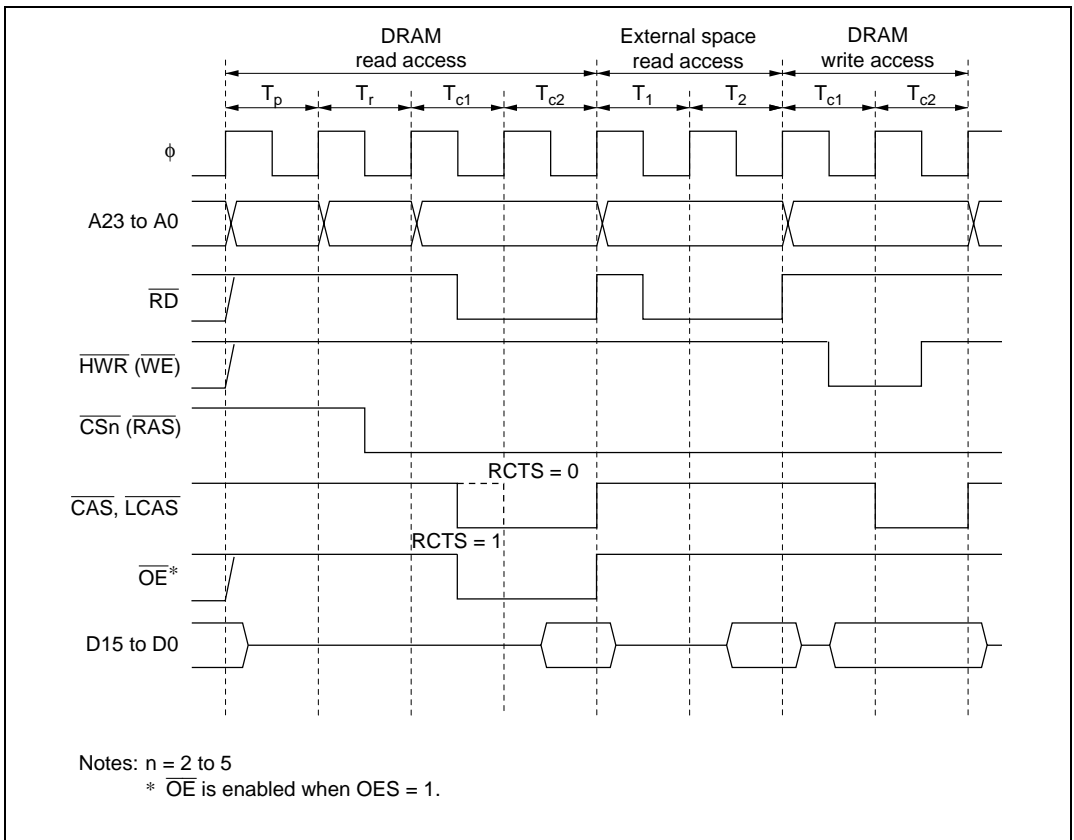 DRAM
read access
External space
read access
DRAM
write access
Tp Tr Tc1 Tc2 T1 T2 Tc1 Tc2
ϕ
A23 to A0
RD
HWR (WE)
CSn (RAS)
RCTS = 0
CAS, LCAS
RCTS = 1
OE*
D15 to D0
Notes: n = 2 to 5
* OE is enabled when OES = 1.